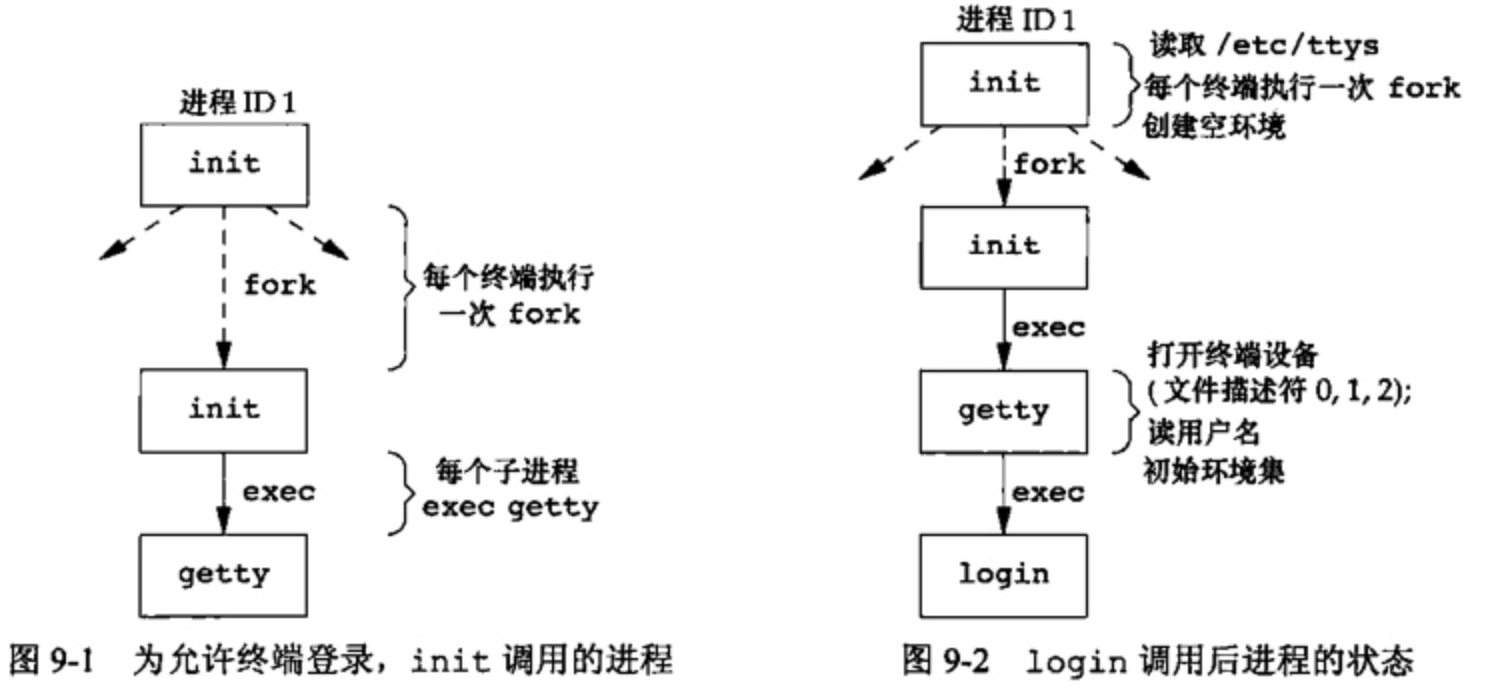 进程 ID 1
init
fork
每个终端执行
一次 fork
init
exec
每个子进程
exec getty
getty
图 9-1 为允许终端登录，init 调用的进程
进程 ID 1
init
读取 /etc/ttys
每个终端执行一次 fork
创建空环境
fork
init
exec
打开终端设备
(文件描述符 0, 1, 2);
读用户名
初始环境集
getty
exec
login
图 9-2 login 调用后进程的状态